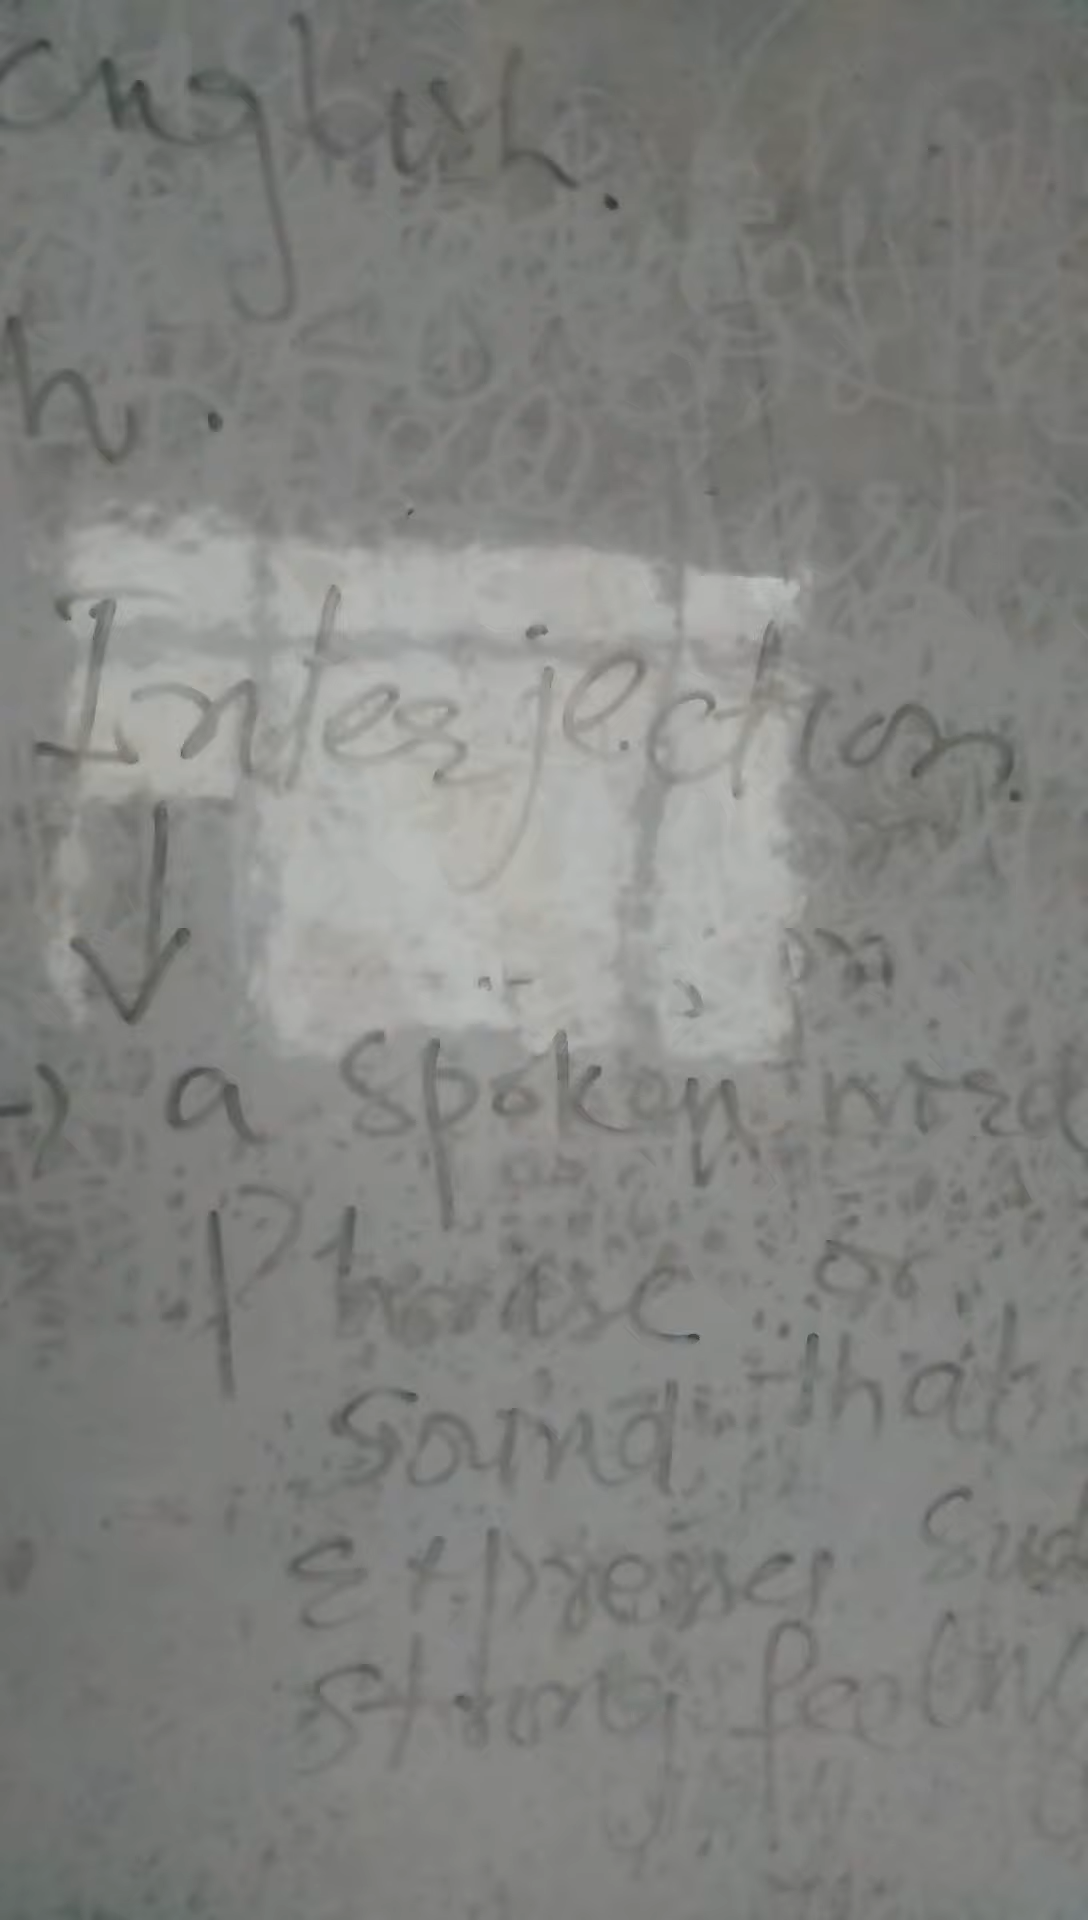 English.
h.
Interjection.
→ a spoken word
Phrase or
Sound that
Expresses
strong feeling